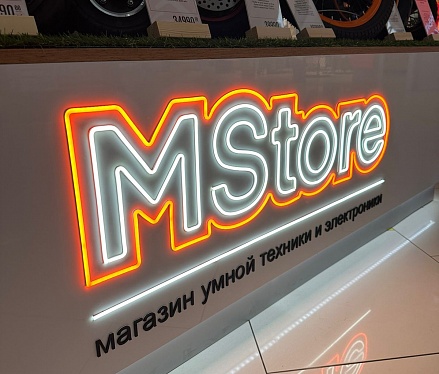 MStore
магазин умной техники и электроники